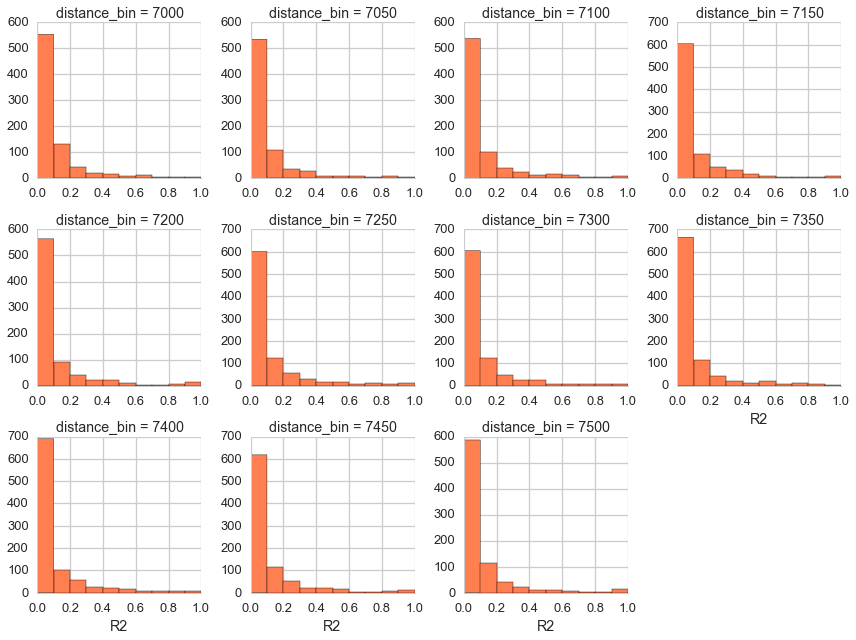 distance_bin = 7000 distance_bin = 7050 distance_bin = 7100 distance_bin = 7150
600 600 600 700
500 500 500 600
400 400 400 500
300 300 300 400
200 200 200 300
100 100 100 200
0 0 0 100
0
0.0 0.2 0.4 0.6 0.8 1.0 0.0 0.2 0.4 0.6 0.8 1.0 0.0 0.2 0.4 0.6 0.8 1.0 0.0 0.2 0.4 0.6 0.8 1.0
distance_bin = 7200 distance_bin = 7250 distance_bin = 7300 distance_bin = 7350
600 700 700 700
500 600 600 600
400 500 500 500
300 400 400 400
200 300 300 300
100 200 200 200
0 100 100 100
0 0 0
0.0 0.2 0.4 0.6 0.8 1.0 0.0 0.2 0.4 0.6 0.8 1.0 0.0 0.2 0.4 0.6 0.8 1.0 0.0 0.2 0.4 0.6 0.8 1.0
R2
distance_bin = 7400 distance_bin = 7450 distance_bin = 7500
700 700 600
600 600 500
500 500 400
400 400 300
300 300 200
200 200 100
100 100 0
0 0
0.0 0.2 0.4 0.6 0.8 1.0 0.0 0.2 0.4 0.6 0.8 1.0 0.0 0.2 0.4 0.6 0.8 1.0
R2 R2 R2